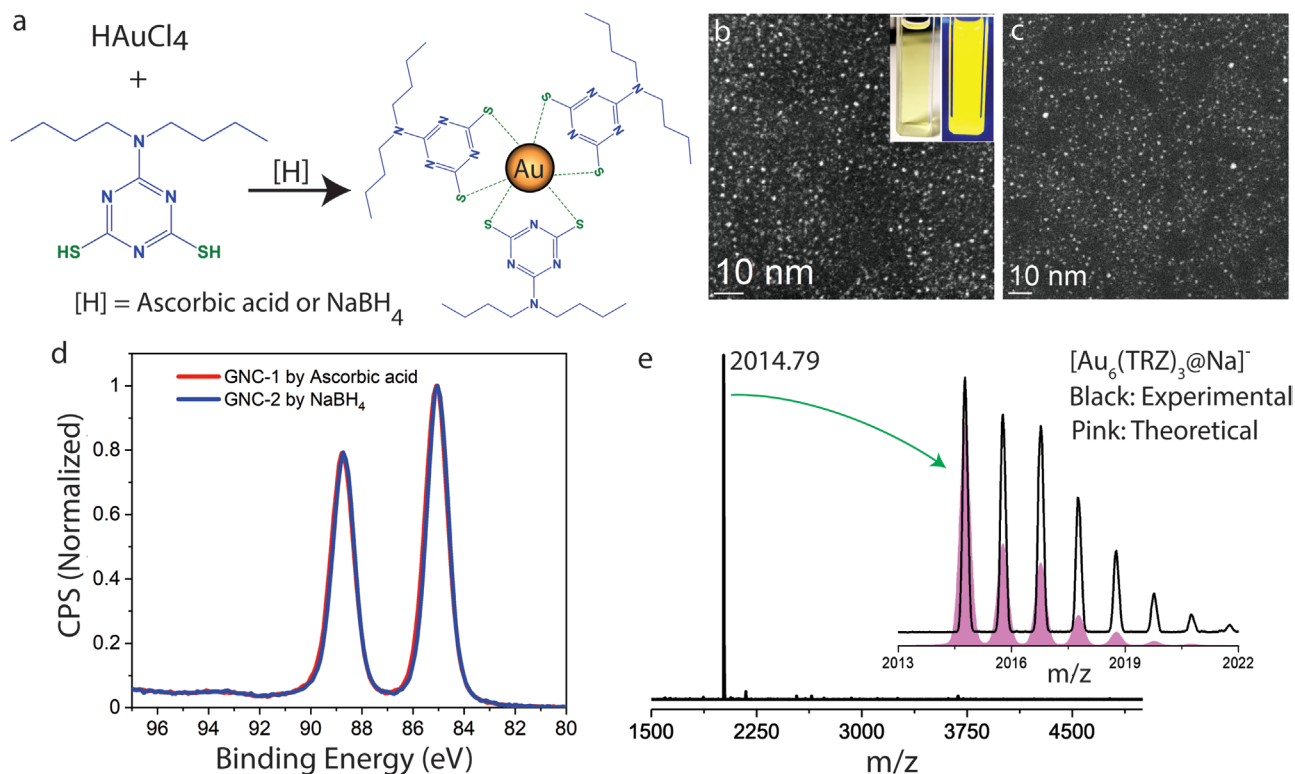 a
HAuCl4
+
N
N
N
N
HS
SH
[H]
[H] = Ascorbic acid or NaBH4
N
N
N
N
S
S
N
N
N
N
S
S
Au
S
S
N
N
N
N
b
10 nm
c
10 nm
d
GNC-1 by Ascorbic acid
GNC-2 by NaBH4
CPS (Normalized)
1
0.8
0.6
0.4
0.2
0
96 94 92 90 88 86 84 82 80
Binding Energy (eV)
e
2014.79
[Au6(TRZ)3@Na]-
Black: Experimental
Pink: Theoretical
2013 2016 2019 2022
m/z
1500 2250 3000 3750 4500
m/z